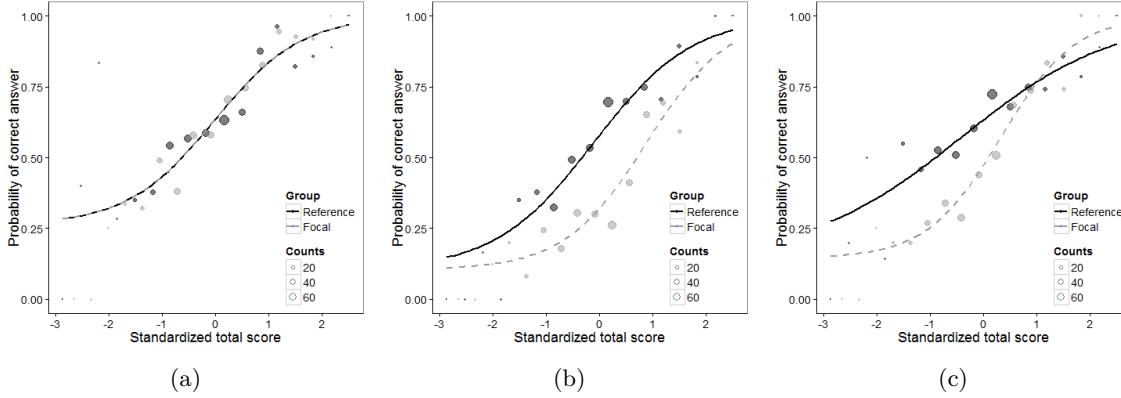 Probability of correct answer
1.00
0.75
0.50
0.25
0.00
Group
Reference
Focal
Counts
20
40
60
-3 -2 -1 0 1 2
Standardized total score
(a)
Probability of correct answer
1.00
0.75
0.50
0.25
0.00
Group
Reference
Focal
Counts
20
40
60
-3 -2 -1 0 1 2
Standardized total score
(b)
Probability of correct answer
1.00
0.75
0.50
0.25
0.00
Group
Reference
Focal
Counts
20
40
60
-3 -2 -1 0 1 2
Standardized total score
(c)